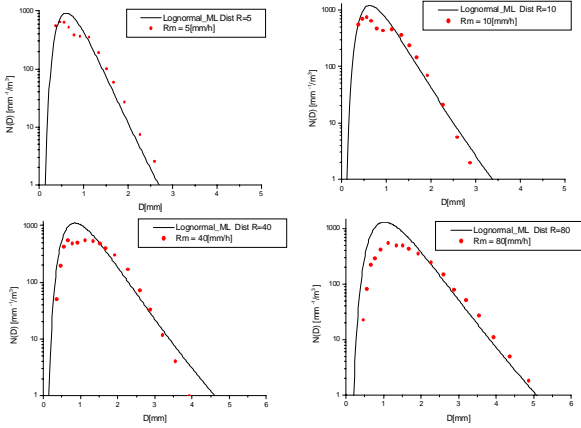 Lognormal_ML Dist R=5
Rm = 5[mm/h]
1000
100
10
1
N(D) [mm⁻¹/m³]
0 1 2 3 4 5
D[mm]
Lognormal_ML Dist R=10
Rm = 10[mm/h]
1000
100
10
1
N(D) [mm⁻¹/m³]
0 1 2 3 4 5
D[mm]
Lognormal_ML Dist R=40
Rm = 40[mm/h]
1000
100
10
1
N(D) [mm⁻¹/m³]
0 1 2 3 4 5 6
D[mm]
Lognormal_ML Dist R=80
Rm = 80[mm/h]
1000
100
10
1
N(D) [mm⁻¹/m³]
0 1 2 3 4 5 6
D[mm]